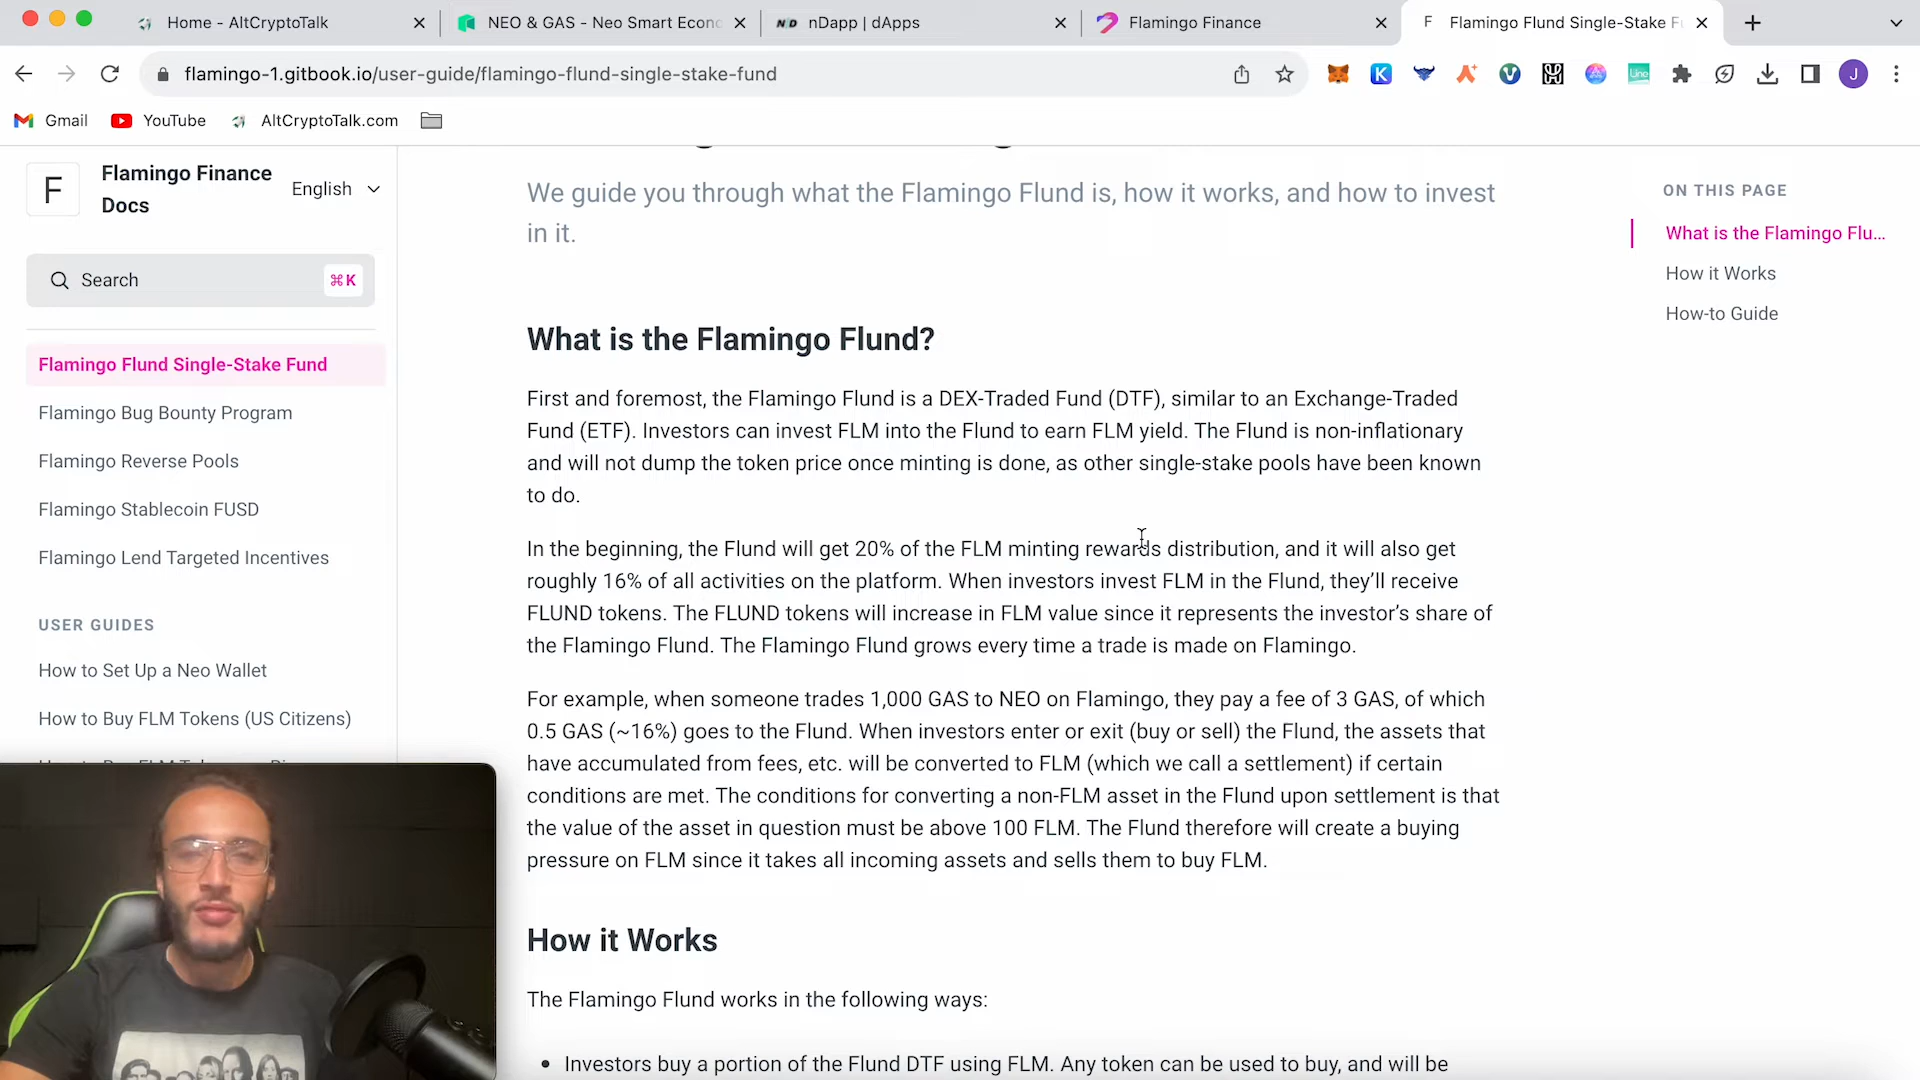 Home - AltCryptoTalk
NEO & GAS - Neo Smart Econ
nDapp | dApps
Flamingo Finance
F
Flamingo Flund Single-Stake F
flamingo-1.gitbook.io/user-guide/flamingo-flund-single-stake-fund
Line
J
Gmail
YouTube
AltCryptoTalk.com
F
Flamingo Finance
Docs
English
Search
⌘K
Flamingo Flund Single-Stake Fund
Flamingo Bug Bounty Program
Flamingo Reverse Pools
Flamingo Stablecoin FUSD
Flamingo Lend Targeted Incentives
USER GUIDES
How to Set Up a Neo Wallet
How to Buy FLM Tokens (US Citizens)
We guide you through what the Flamingo Flund is, how it works, and how to invest
in it.
What is the Flamingo Flund?
First and foremost, the Flamingo Flund is a DEX-Traded Fund (DTF), similar to an Exchange-Traded
Fund (ETF). Investors can invest FLM into the Flund to earn FLM yield. The Flund is non-inflationary
and will not dump the token price once minting is done, as other single-stake pools have been known
to do.
In the beginning, the Flund will get 20% of the FLM minting rewards distribution, and it will also get
roughly 16% of all activities on the platform. When investors invest FLM in the Flund, they'll receive
FLUND tokens. The FLUND tokens will increase in FLM value since it represents the investor's share of
the Flamingo Flund. The Flamingo Flund grows every time a trade is made on Flamingo.
For example, when someone trades 1,000 GAS to NEO on Flamingo, they pay a fee of 3 GAS, of which
0.5 GAS (~16%) goes to the Flund. When investors enter or exit (buy or sell) the Flund, the assets that
have accumulated from fees, etc. will be converted to FLM (which we call a settlement) if certain
conditions are met. The conditions for converting a non-FLM asset in the Flund upon settlement is that
the value of the asset in question must be above 100 FLM. The Flund therefore will create a buying
pressure on FLM since it takes all incoming assets and sells them to buy FLM.
How it Works
The Flamingo Flund works in the following ways:
• Investors buy a portion of the Flund DTF using FLM. Any token can be used to buy, and will be
ON THIS PAGE
What is the Flamingo Flu...
How it Works
How-to Guide